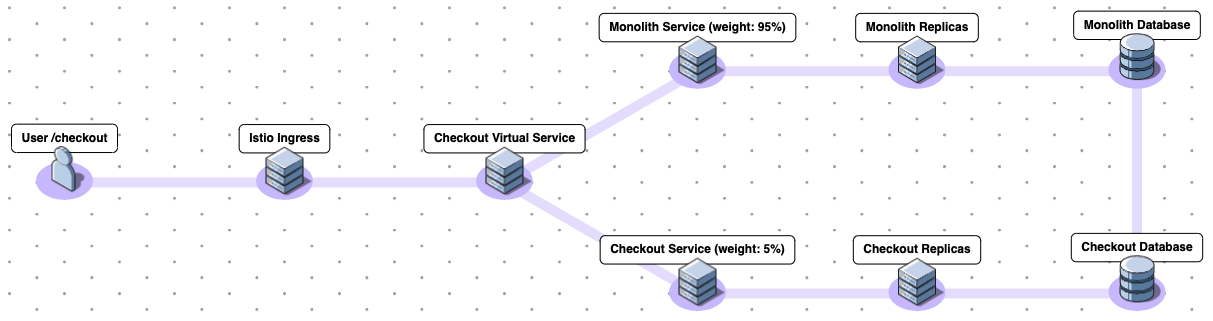 Monolith Service (weight: 95%)
Monolith Replicas
Monolith Database
User /checkout
Istio Ingress
Checkout Virtual Service
Checkout Service (weight: 5%)
Checkout Replicas
Checkout Database